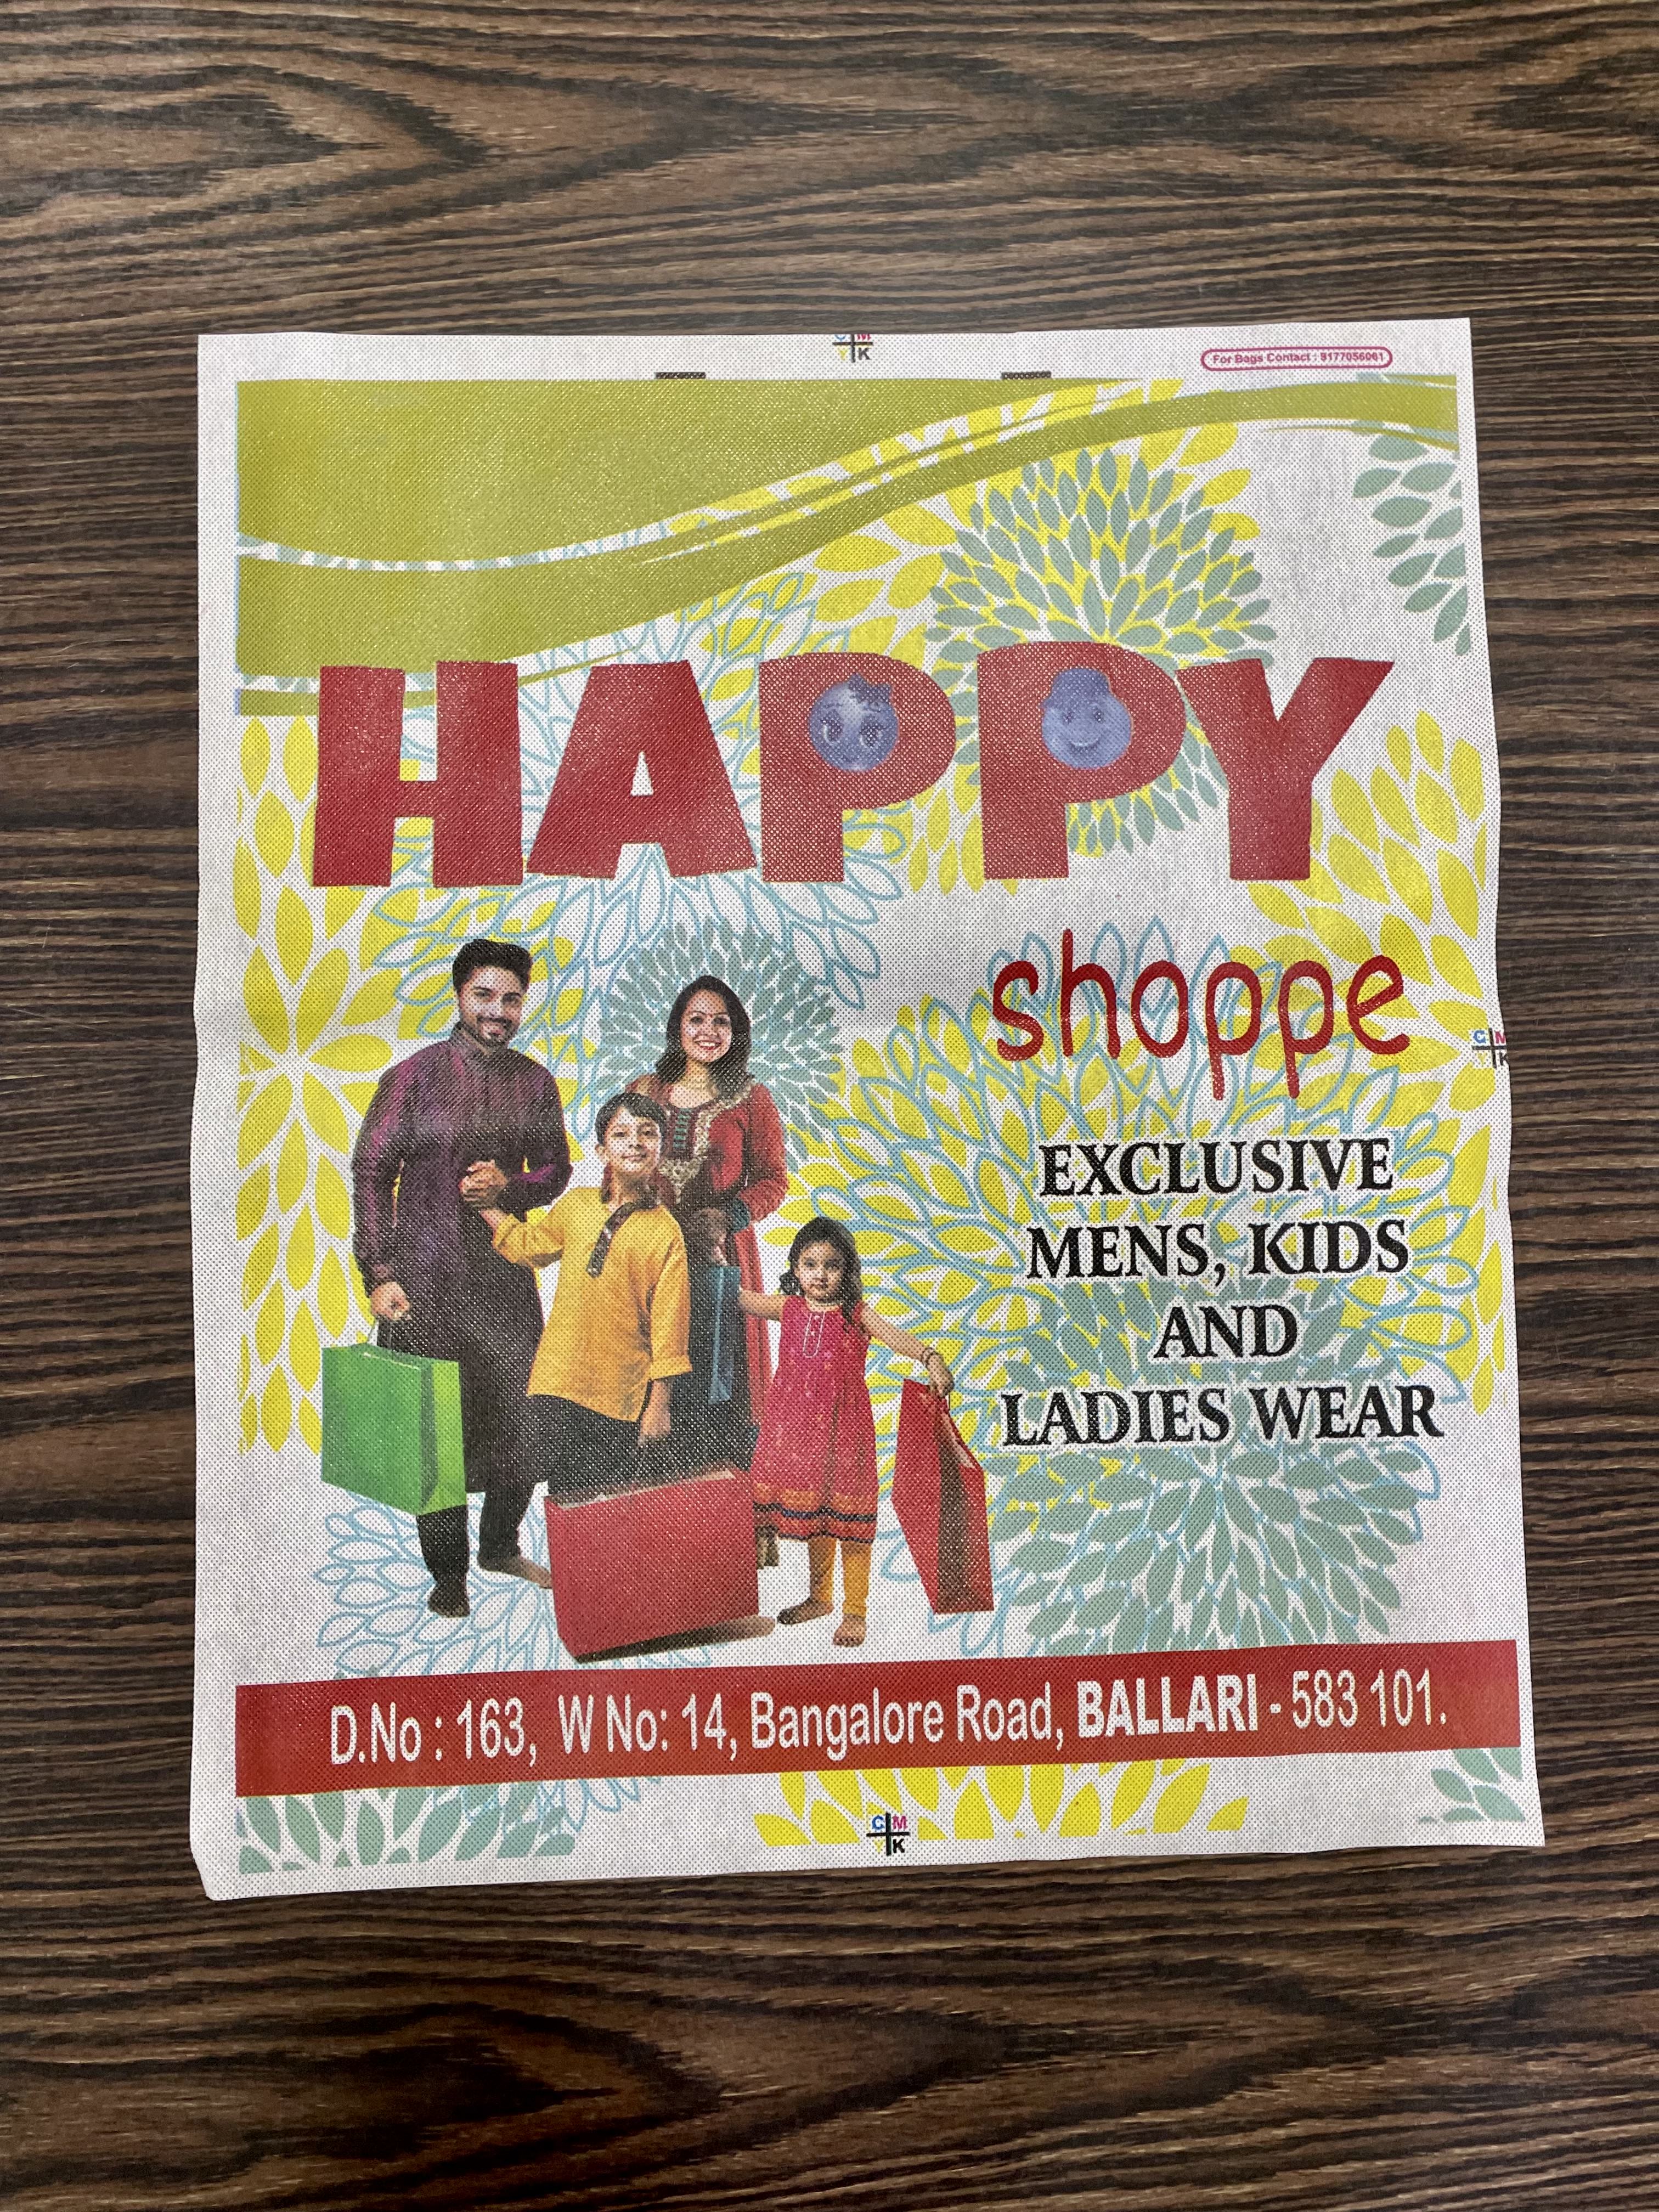 C M
Y K
For Bags Contact : 9177056061
HAPPY
shoppe
C M
K
EXCLUSIVE
MENS, KIDS
AND
LADIES WEAR
D.No : 163, W No: 14, Bangalore Road, BALLARI - 583 101.
C M
K